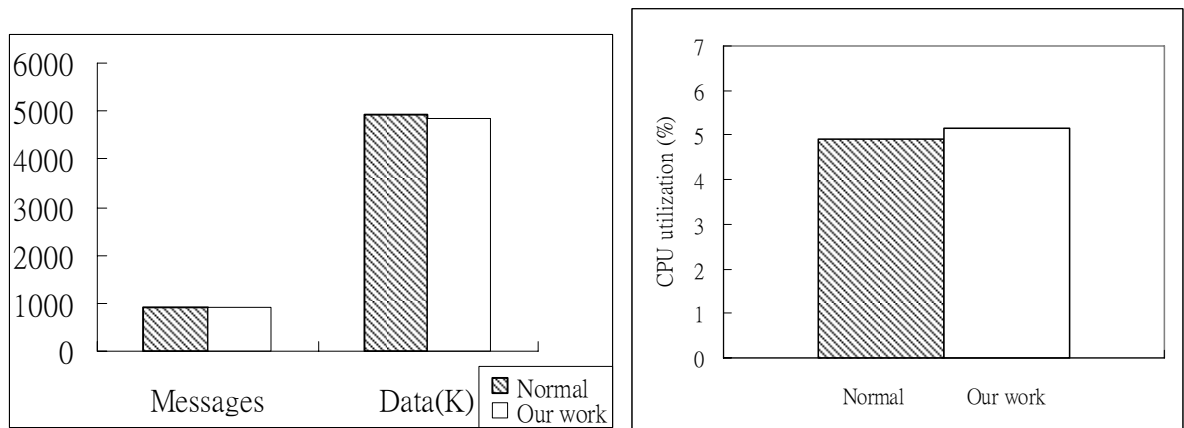 6000
5000
4000
3000
2000
1000
0
Messages
Data(K)
Normal
Our work
CPU utilization (%)
7
6
5
4
3
2
1
0
Normal
Our work